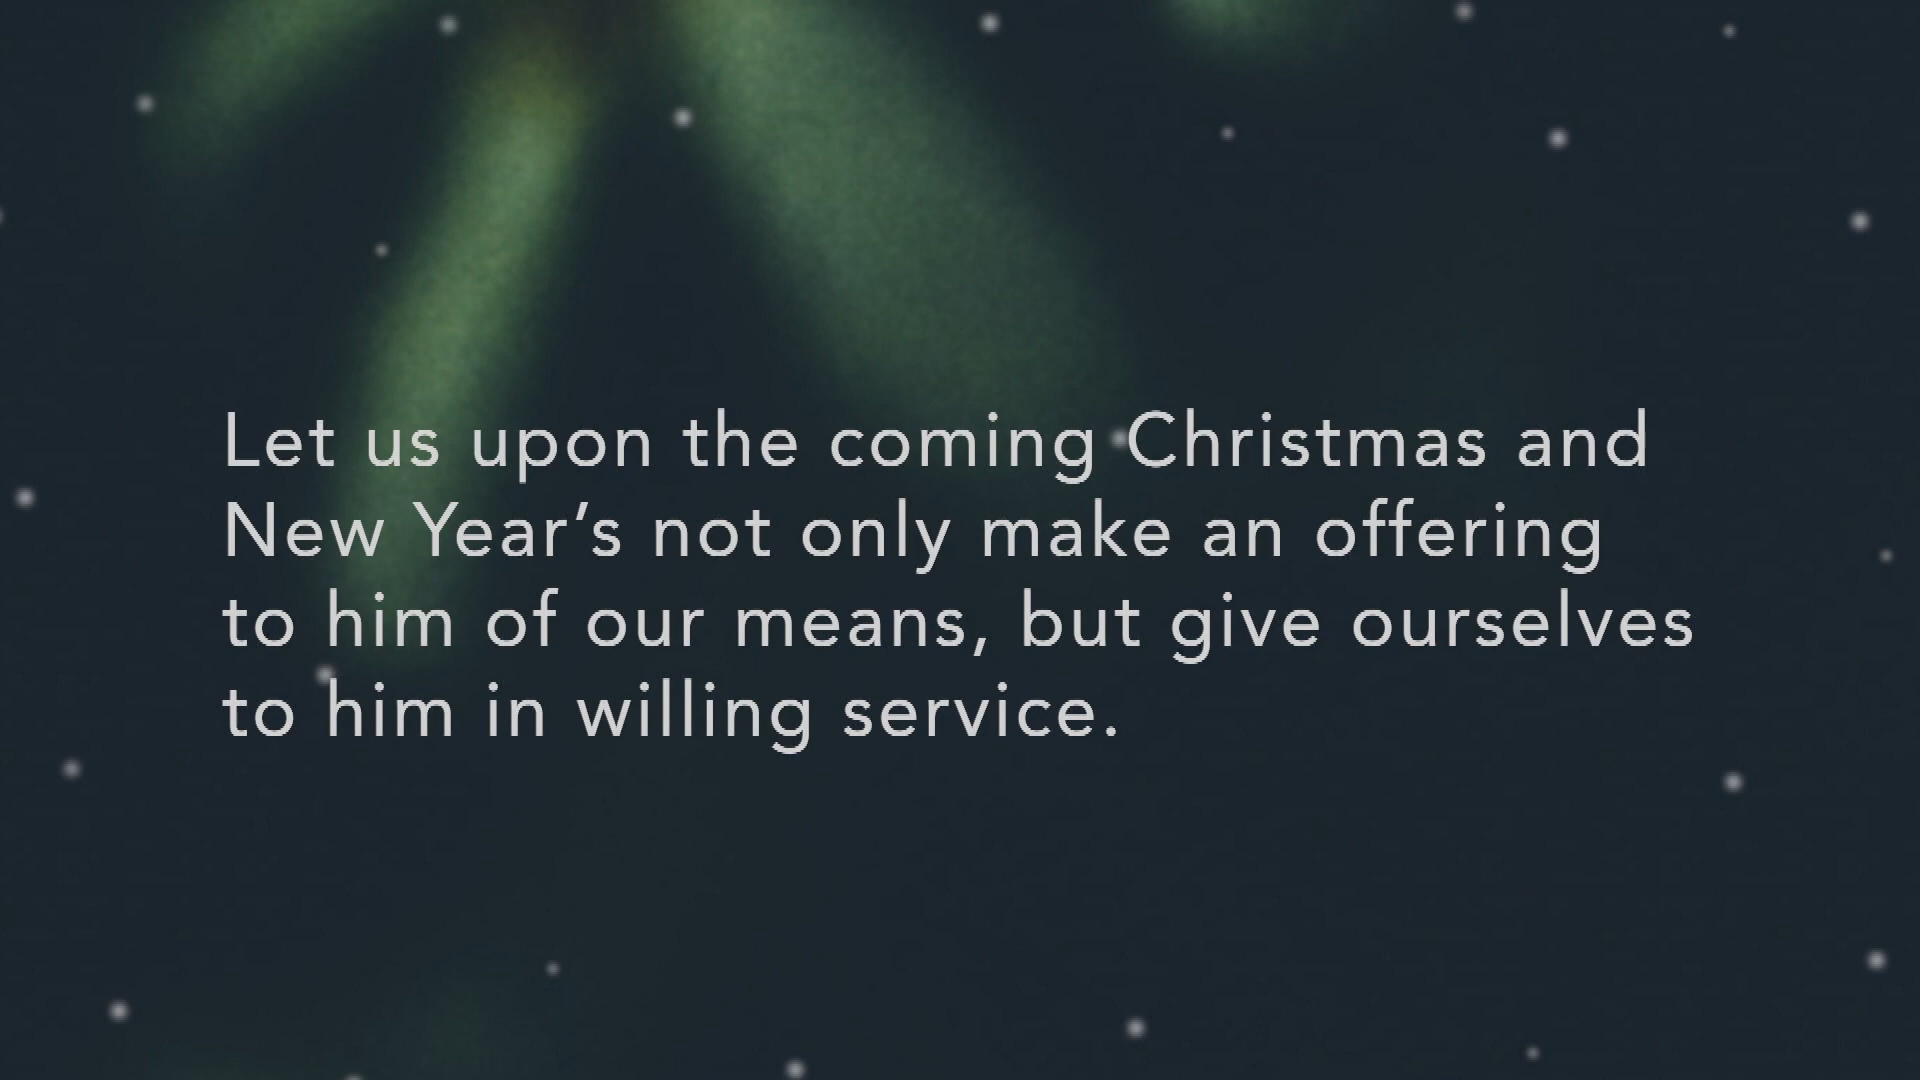 Let us upon the coming Christmas and
New Year’s not only make an offering
to him of our means, but give ourselves
to him in willing service.